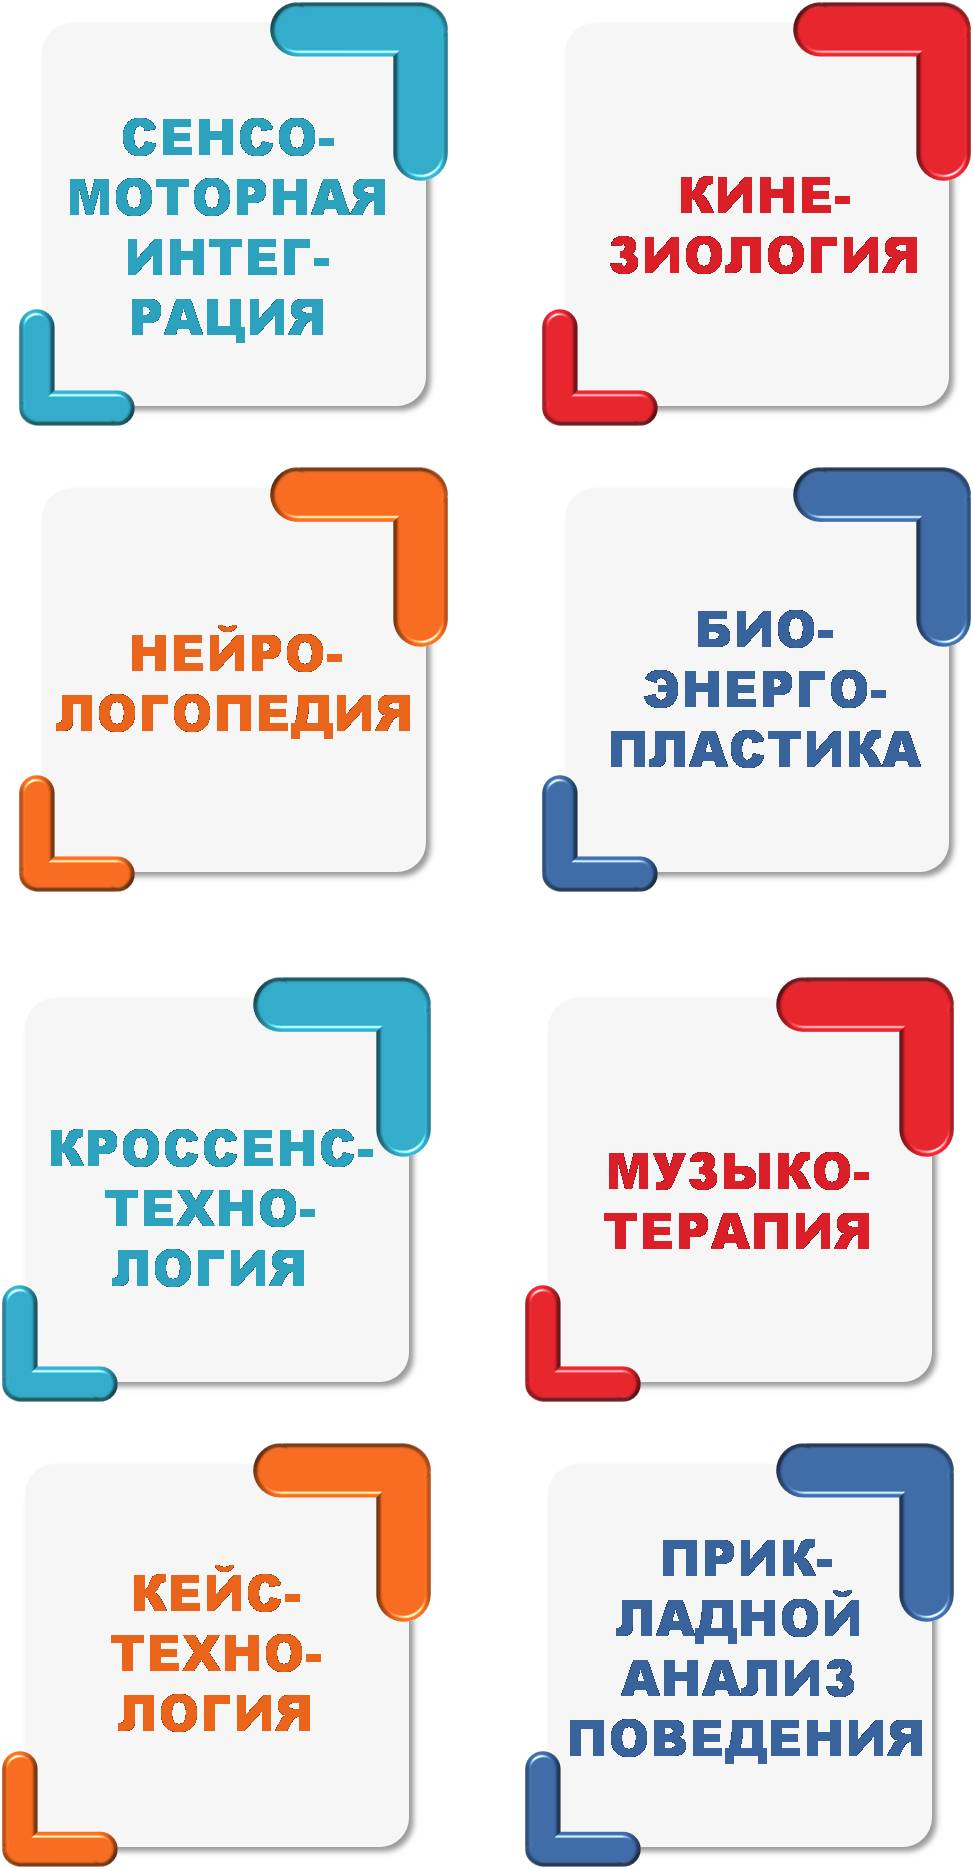 СЕНСО-
МОТОРНАЯ
ИНТЕГ-
РАЦИЯ
КИНЕ-
ЗИОЛОГИЯ
НЕЙРО-
ЛОГОПЕДИЯ
БИО-
ЭНЕРГО-
ПЛАСТИКА
КРОССЕНС-
ТЕХНО-
ЛОГИЯ
МУЗЫКО-
ТЕРАПИЯ
КЕЙС-
ТЕХНО-
ЛОГИЯ
ПРИК-
ЛАДНОЙ
АНАЛИЗ
ПОВЕДЕНИЯ